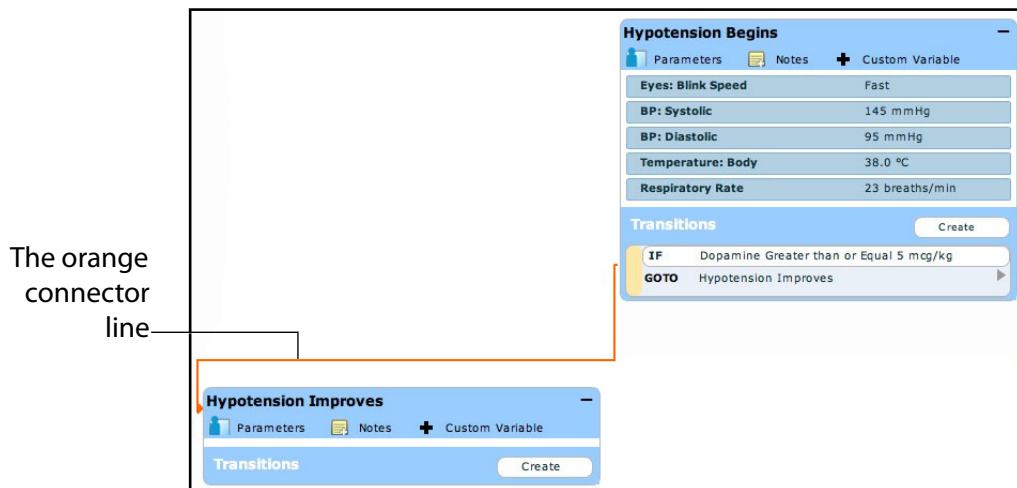 Hypotension Begins
Parameters Notes Custom Variable
Eyes: Blink Speed Fast
BP: Systolic 145 mmHg
BP: Diastolic 95 mmHg
Temperature: Body 38.0 °C
Respiratory Rate 23 breaths/min
Transitions Create
IF Dopamine Greater than or Equal 5 mcg/kg
GOTO Hypotension Improves
The orange
connector
line
Hypotension Improves
Parameters Notes Custom Variable
Transitions Create